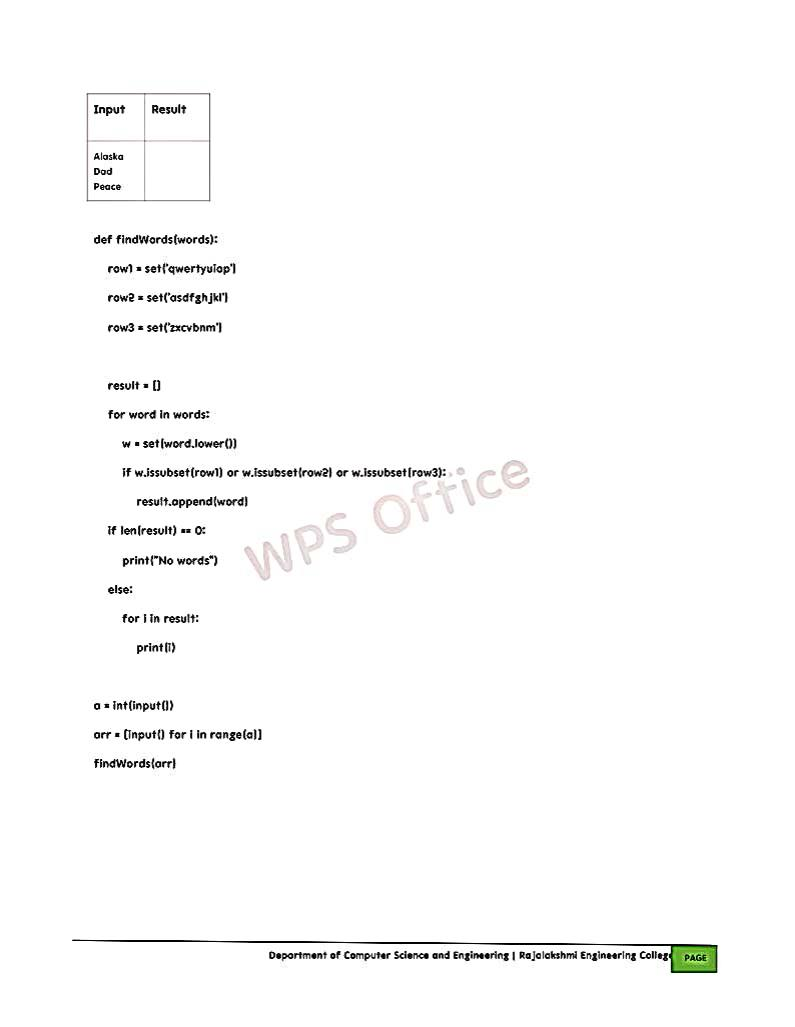 Input Result
Alaska
Dad
Peace
def findWords(words):
row1 = set('qwertyuiop')
row2 = set('asdfghjkl')
row3 = set('zxcvbnm')
result = []
for word in words:
w = set(word.lower())
if w.issubset(row1) or w.issubset(row2) or w.issubset(row3):
result.append(word)
if len(result) == 0:
print("No words")
else:
for i in result:
print(i)
a = int(input())
arr = [input() for i in range(a)]
findWords(arr)
WPS Office
Department of Computer Science and Engineering | Rajalakshmi Engineering College
PAGE